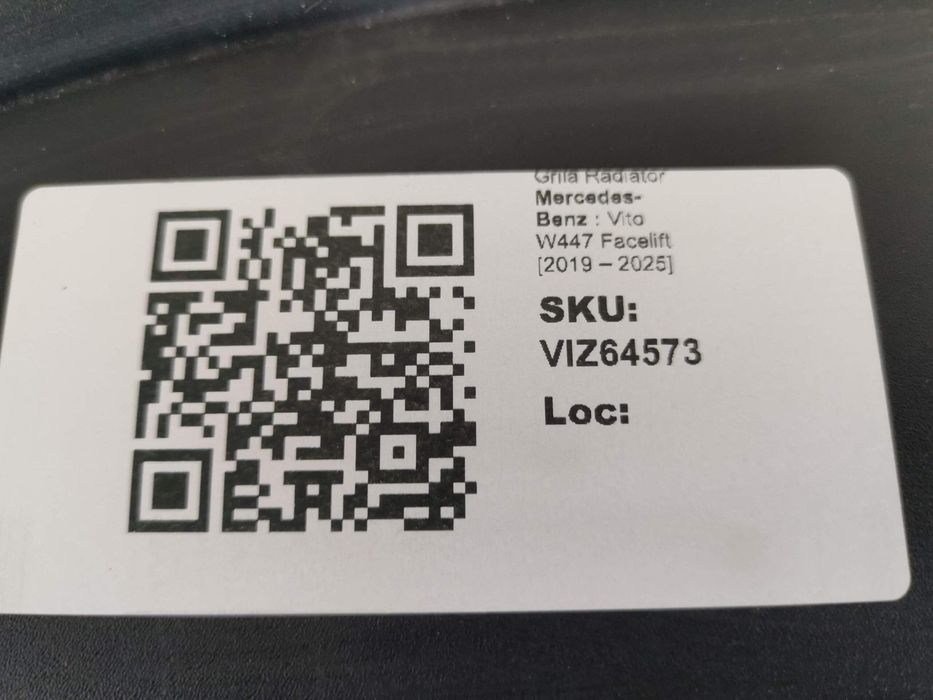 Grila Radiator
Mercedes-
Benz : Vito
W447 Facelift
[2019 – 2025]
SKU:
VIZ64573
Loc: